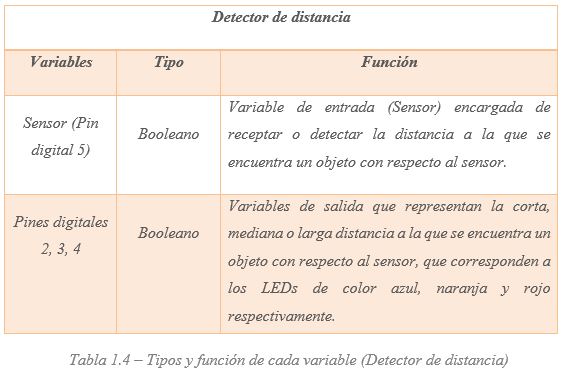 Detector de distancia
Variables Tipo Función
Sensor (Pin
digital 5)
Booleano
Variable de entrada (Sensor) encargada de
receptar o detectar la distancia a la que se
encuentra un objeto con respecto al sensor.
Pines digitales
2, 3, 4
Booleano
Variables de salida que representan la corta,
mediana o larga distancia a la que se encuentra un
objeto con respecto al sensor, que corresponden a
los LEDs de color azul, naranja y rojo
respectivamente.
Tabla 1.4 – Tipos y función de cada variable (Detector de distancia)